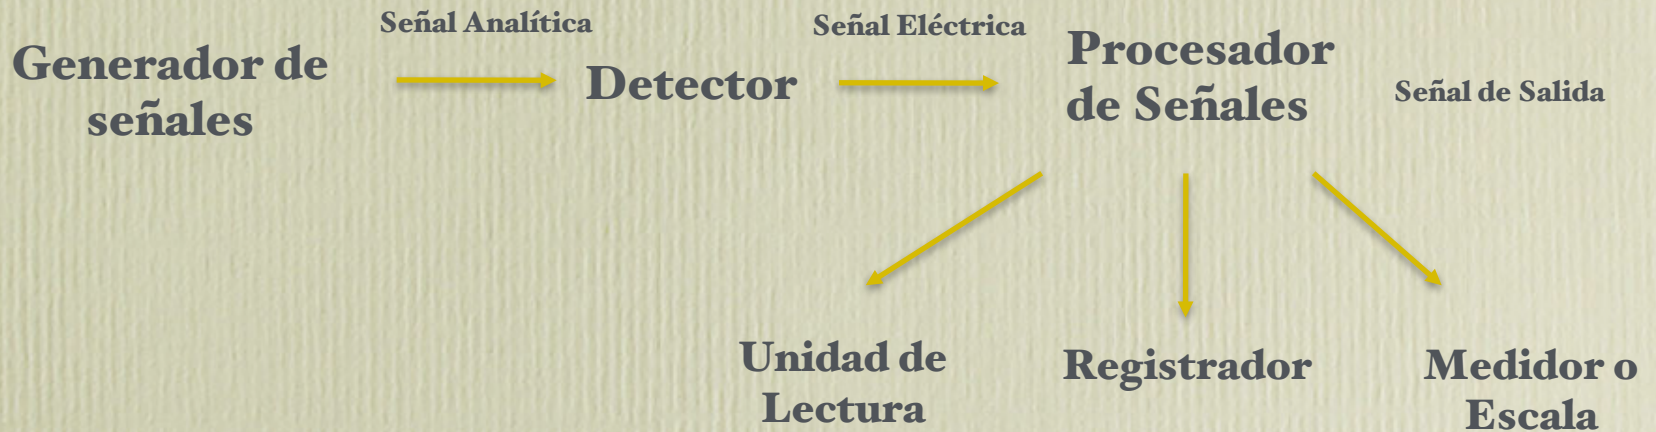 Señal Analítica
Señal Eléctrica
Generador de
señales
Detector
Procesador
de Señales
Señal de Salida
Unidad de
Lectura
Registrador
Medidor o
Escala